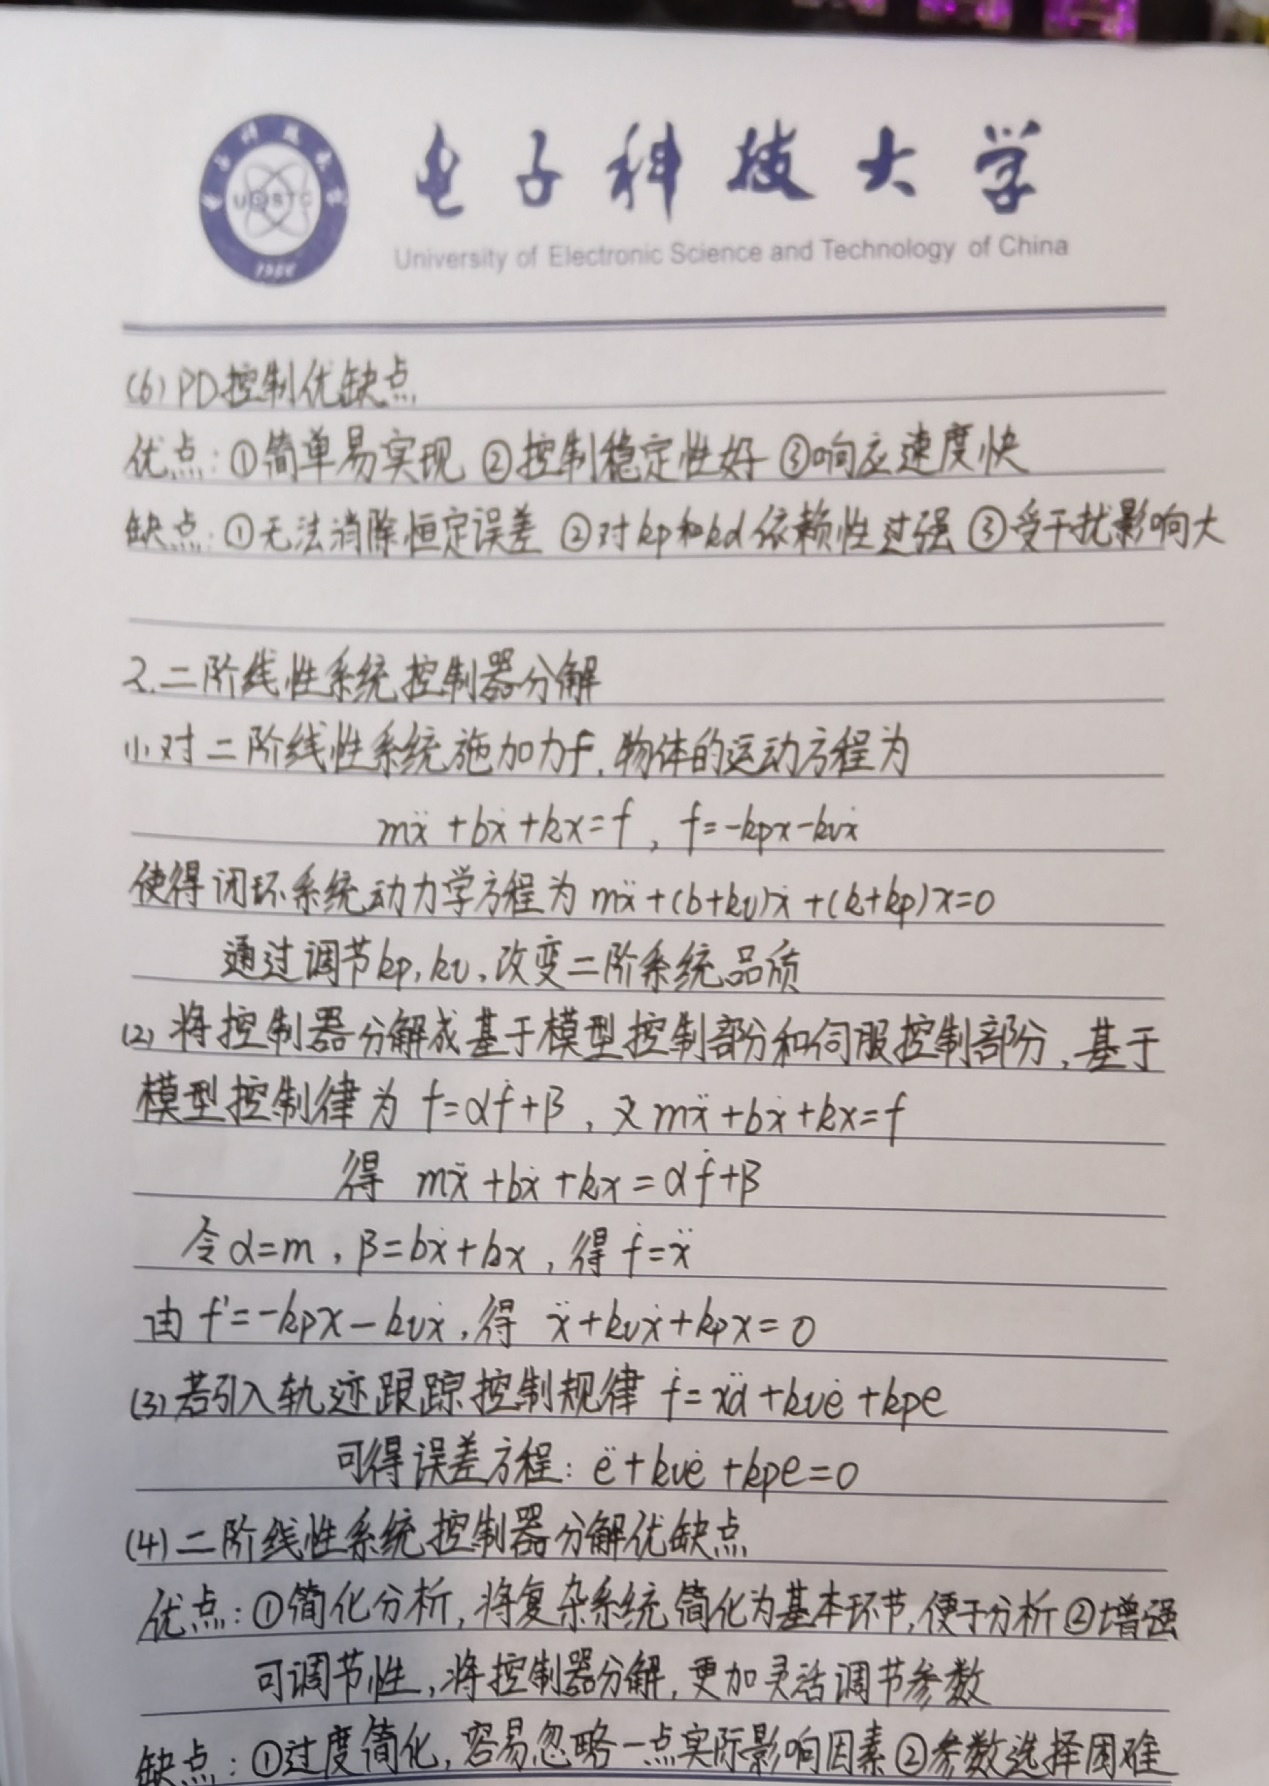 电子科技大学
University of Electronic Science and Technology of China
UESTC
1956
(6) PD控制优缺点
优点:①简单易实现 ②控制稳定性好 ③响应速度快
缺点:①无法消除恒定误差 ②对kp和kd依赖性过强 ③受干扰影响大
2.二阶线性系统控制器分解
(1)对二阶线性系统施加力f,物体的运动方程为
mẍ+bẋ+kx=f, f=-kpx-kvẋ
使得闭环系统动力学方程为mẍ+(b+kv)ẋ+(k+kp)x=0
通过调节kp,kv,改变二阶系统品质
(2)将控制器分解成基于模型控制部分和伺服控制部分,基于
模型控制律为 f=αf'+β, 又mẍ+bẋ+kx=f
得 mẍ+bẋ+kx=αf'+β
令α=m, β=bẋ+kx, 得f'=ẍ
由f'=-kpx-kvẋ,得 ẍ+kvẋ+kpx=0
(3)若引入轨迹跟踪控制规律 f'=ẍd+kvė+kpe
可得误差方程: ë+kvė+kpe=0
(4)二阶线性系统控制器分解优缺点
优点:①简化分析,将复杂系统简化为基本环节,便于分析②增强
可调节性,将控制器分解,更加灵活调节参数
缺点:①过度简化,容易忽略一点实际影响因素②参数选择困难